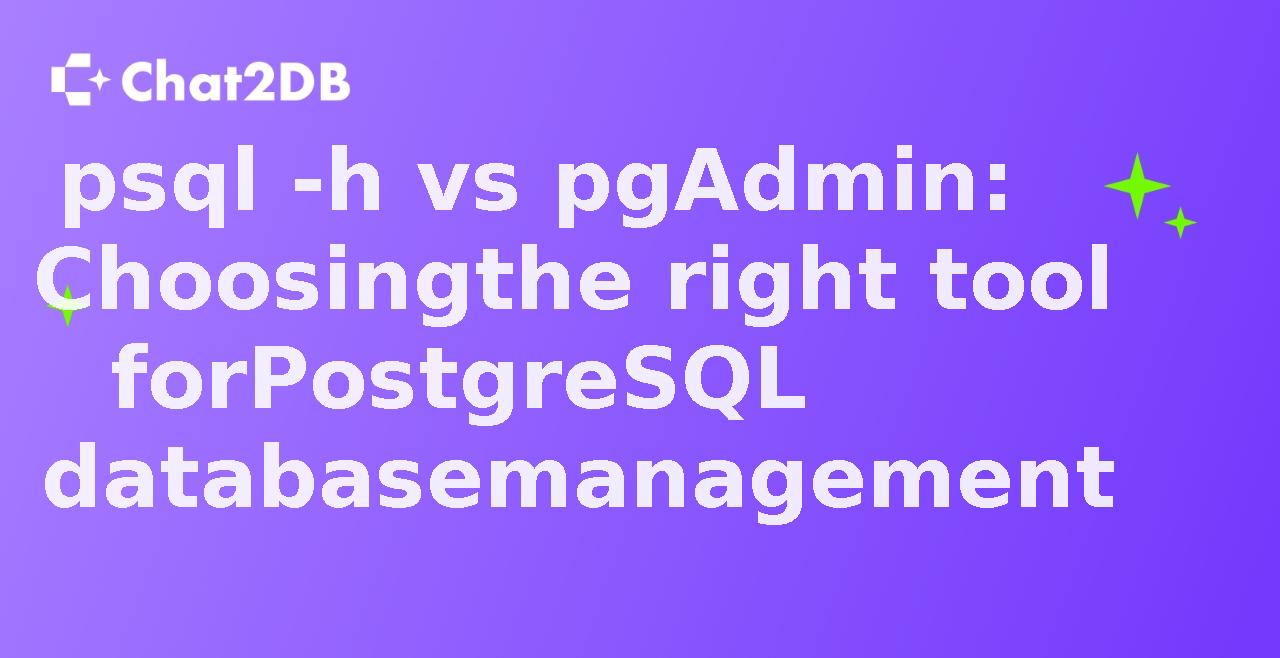 Chat2DB
psql -h vs pgAdmin:
Choosingthe right tool
forPostgreSQL
databasemanagement